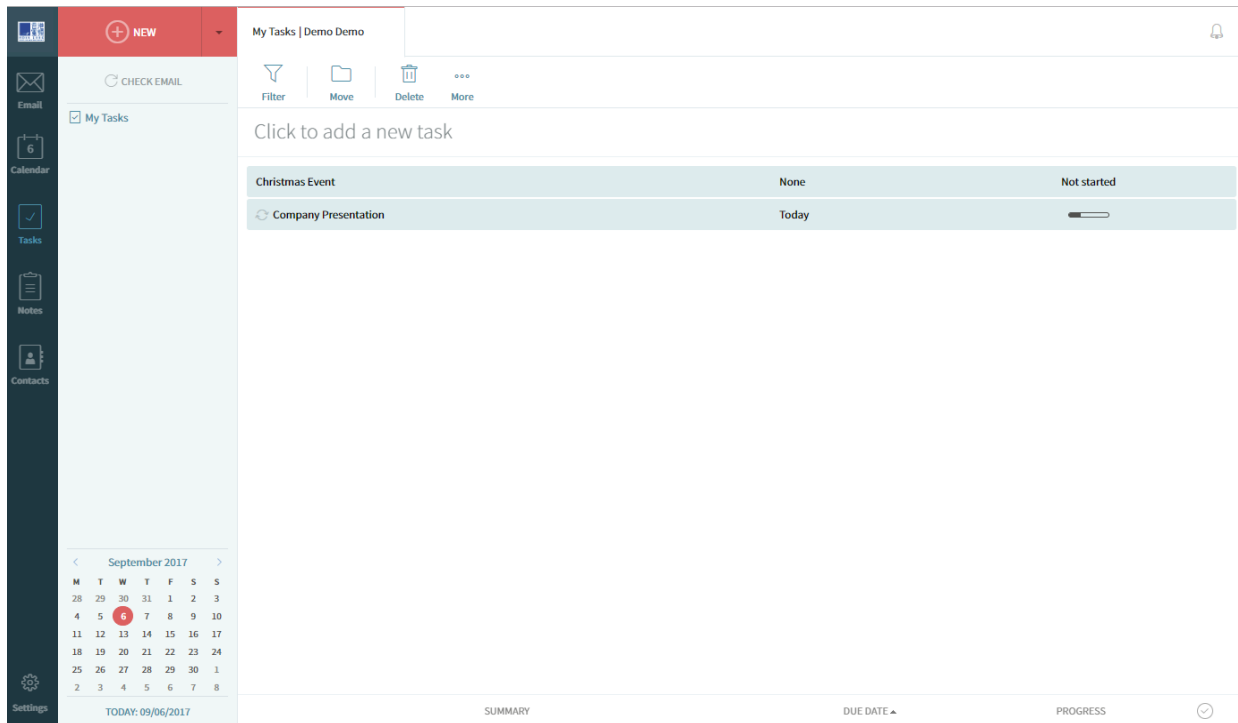 NEW
My Tasks | Demo Demo
CHECK EMAIL
Filter
Move
Delete
More
Email
My Tasks
Click to add a new task
6
Calendar
Christmas Event
None
Not started
Company Presentation
Today
Tasks
Notes
Contacts
September 2017
M T W T F S S
28 29 30 31 1 2 3
4 5 6 7 8 9 10
11 12 13 14 15 16 17
18 19 20 21 22 23 24
25 26 27 28 29 30 1
2 3 4 5 6 7 8
Settings
TODAY: 09/06/2017
SUMMARY
DUE DATE
PROGRESS